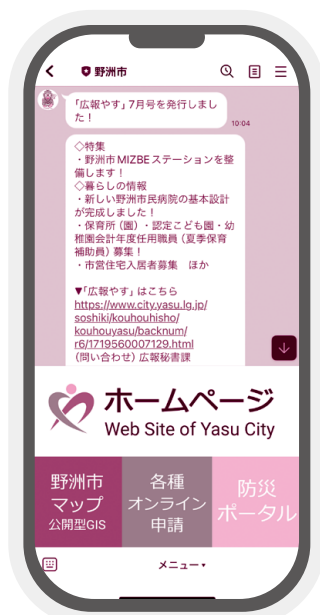 野洲市
「広報やす」7月号を発行しまし
た！
10:04
◇特集
・野洲市MIZBEステーションを整
備します！
◇暮らしの情報
・新しい野洲市民病院の基本設計
が完成しました！
・保育所（園）・認定こども園・幼
稚園会計年度任用職員（夏季保育
補助員）募集！
・市営住宅入居者募集　ほか
▼「広報やす」はこちら
https://www.city.yasu.lg.jp/
soshiki/kouhouhisho/
kouhouyasu/backnum/
r6/1719560007129.html
(問い合わせ) 広報秘書課
ホームページ
Web Site of Yasu City
野洲市
マップ
公開型GIS
各種
オンライン
申請
防災
ポータル
メニュー▾